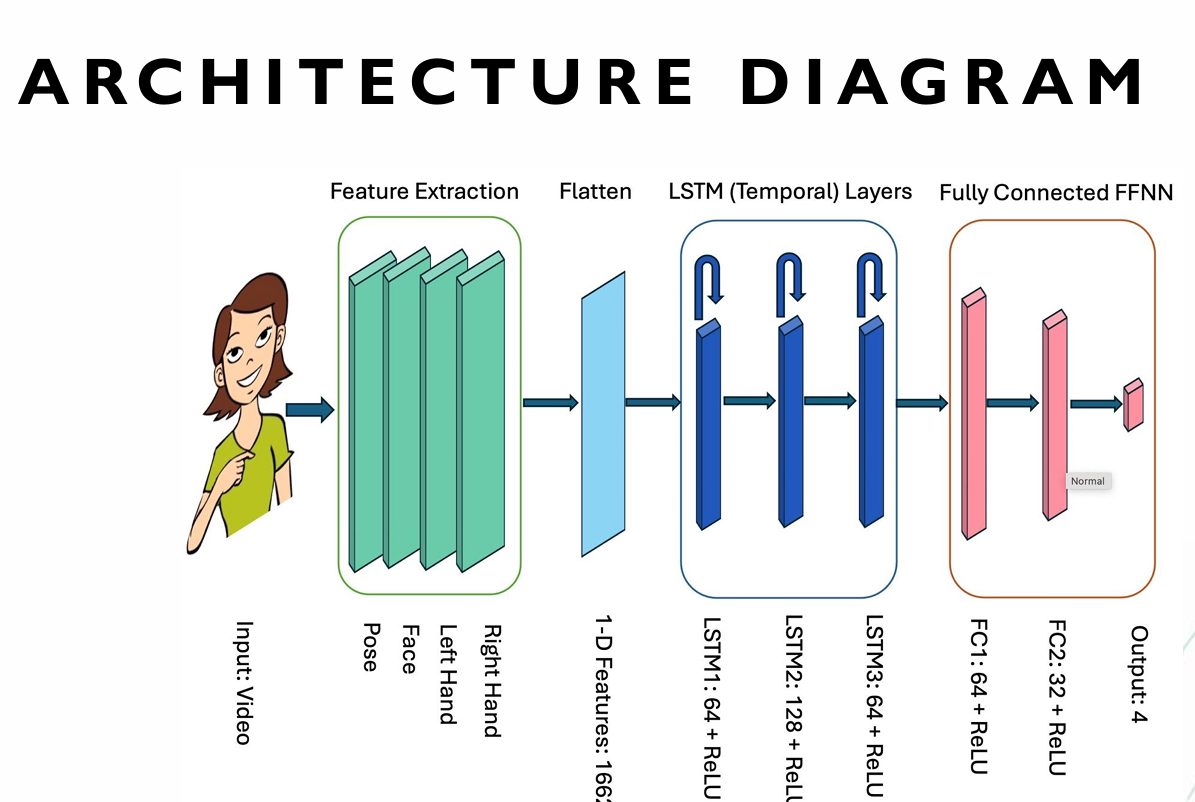 ARCHITECTURE DIAGRAM
Feature Extraction
Flatten
LSTM (Temporal) Layers
Fully Connected FFNN
Normal
Input: Video
Pose
Face
Left Hand
Right Hand
1-D Features: 1662
LSTM1: 64 + ReLU
LSTM2: 128 + ReLU
LSTM3: 64 + ReLU
FC1: 64 + ReLU
FC2: 32 + ReLU
Output: 4